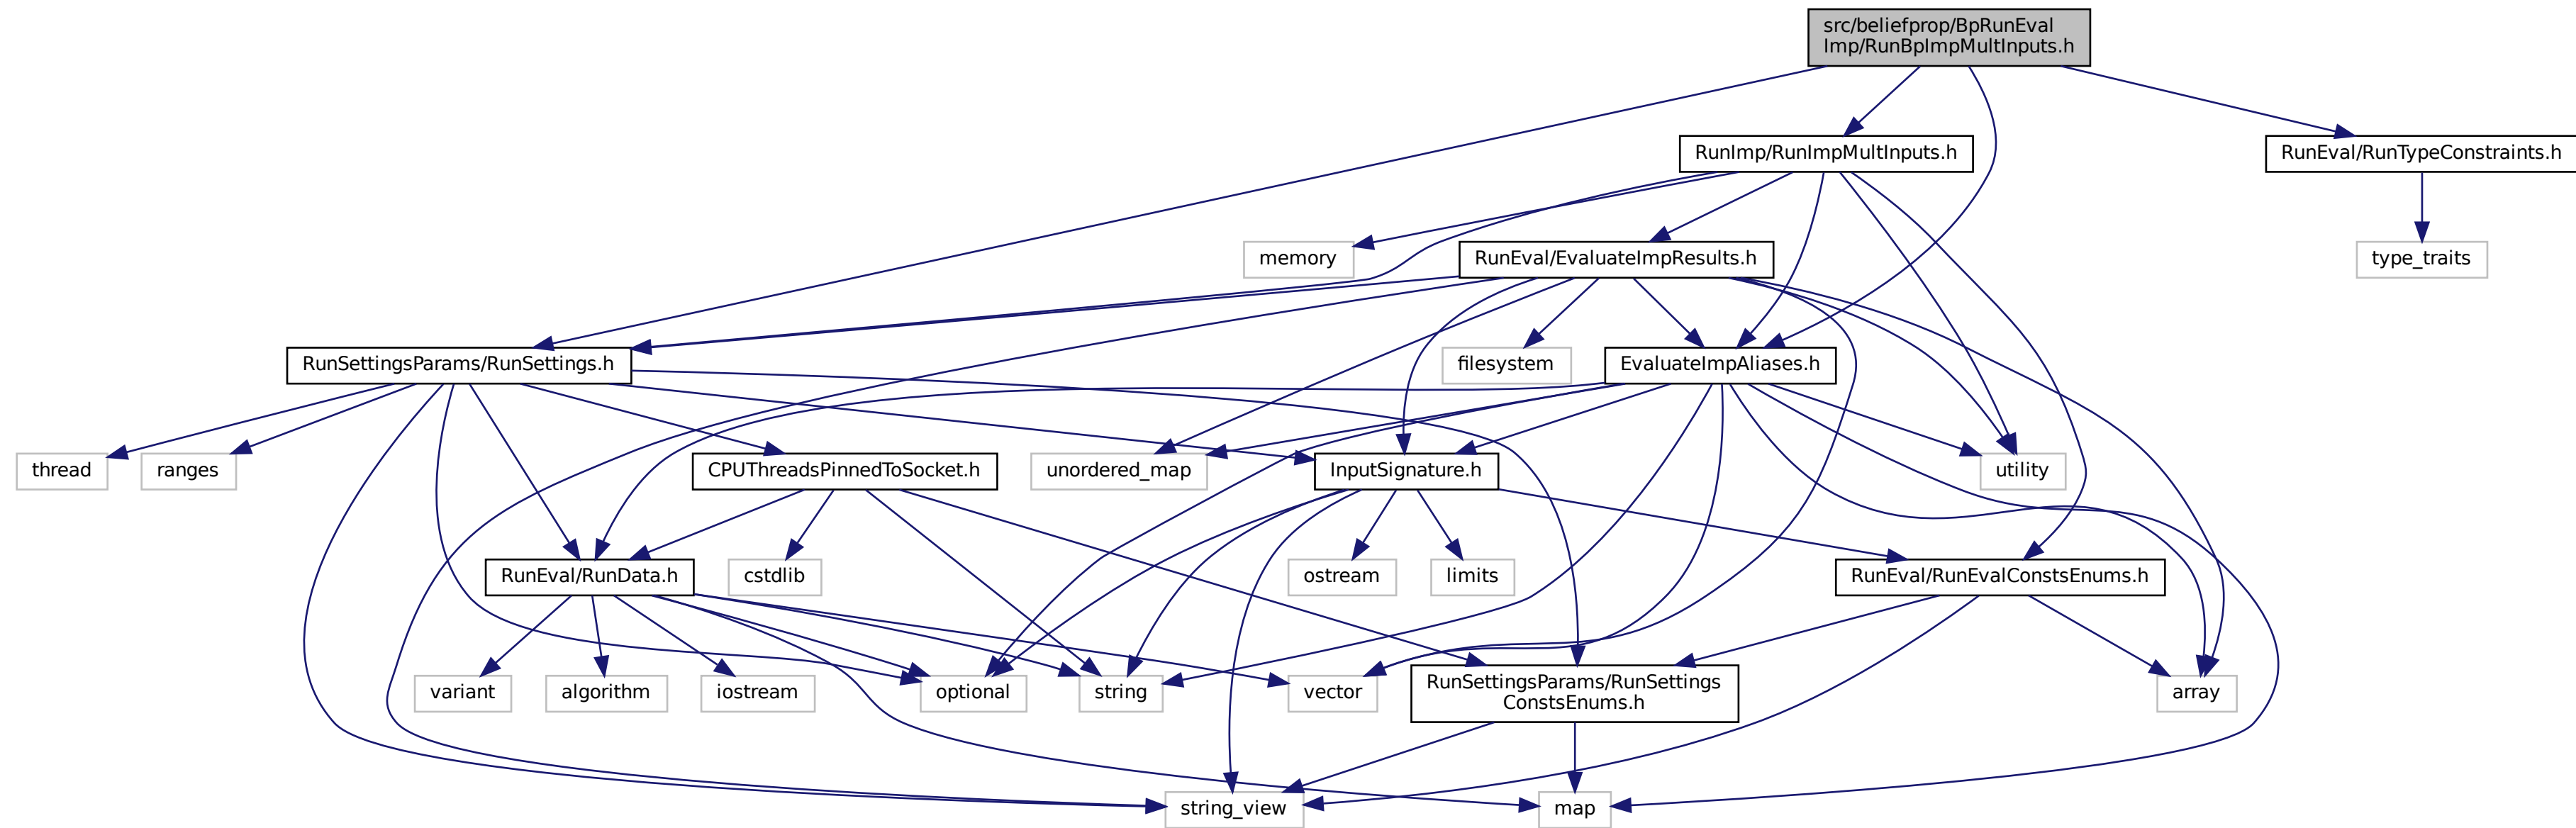 src/beliefprop/BpRunEval
Imp/RunBpImpMultInputs.h
RunImp/RunImpMultInputs.h
RunEval/RunTypeConstraints.h
memory
RunEval/EvaluateImpResults.h
type_traits
RunSettingsParams/RunSettings.h
filesystem
EvaluateImpAliases.h
thread
ranges
CPUThreadsPinnedToSocket.h
unordered_map
InputSignature.h
utility
RunEval/RunData.h
cstdlib
ostream
limits
RunEval/RunEvalConstsEnums.h
variant
algorithm
iostream
optional
string
vector
RunSettingsParams/RunSettings
ConstsEnums.h
array
string_view
map